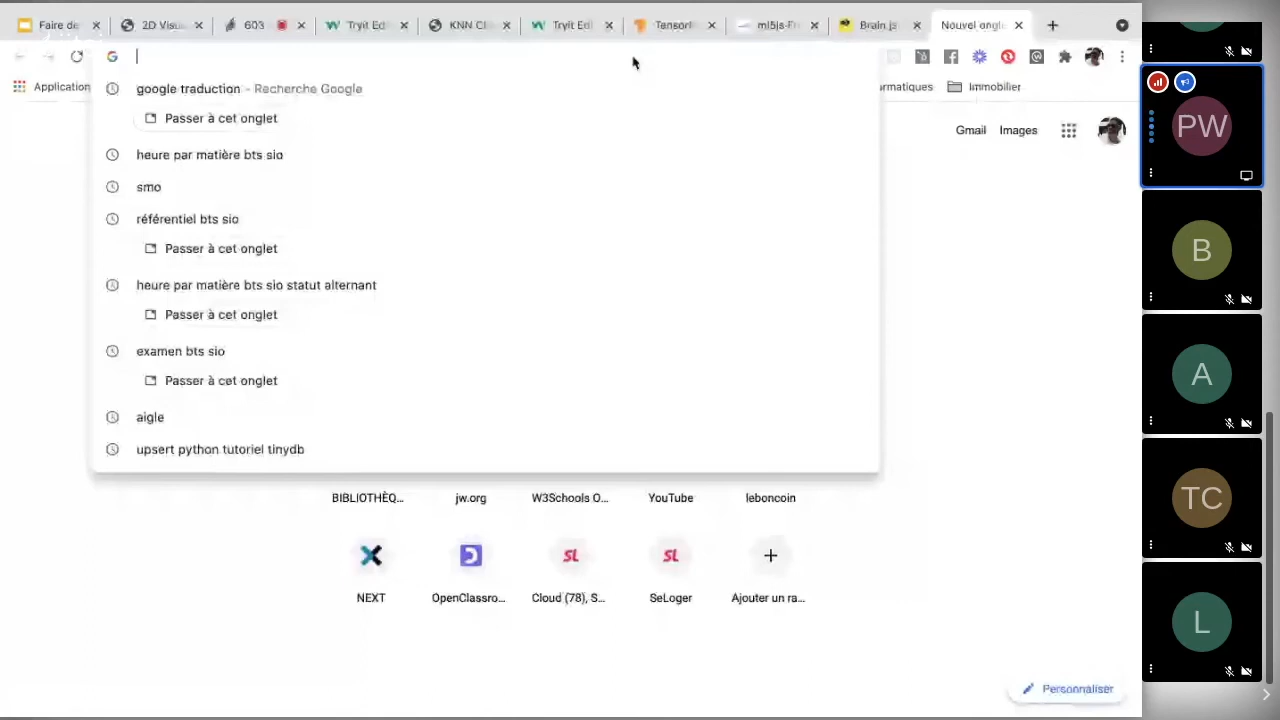 Faire de
2D Visu
603
Tryit Ed
KNN Cl
Tryit Ed
Tensorf
ml5js·Fr
Brain.js
Nouvel ongle
Application
google traduction - Recherche Google
rmatiques
Immobilier
Passer à cet onglet
Gmail
Images
PW
heure par matière bts sio
smo
référentiel bts sio
Passer à cet onglet
B
heure par matière bts sio statut alternant
Passer à cet onglet
examen bts sio
Passer à cet onglet
A
aigle
upsert python tutoriel tinydb
BIBLIOTHÈQ...
jw.org
W3Schools O...
YouTube
leboncoin
TC
SL
SL
NEXT
OpenClassro...
Cloud (78), S...
SeLoger
Ajouter un ra...
L
Personnaliser